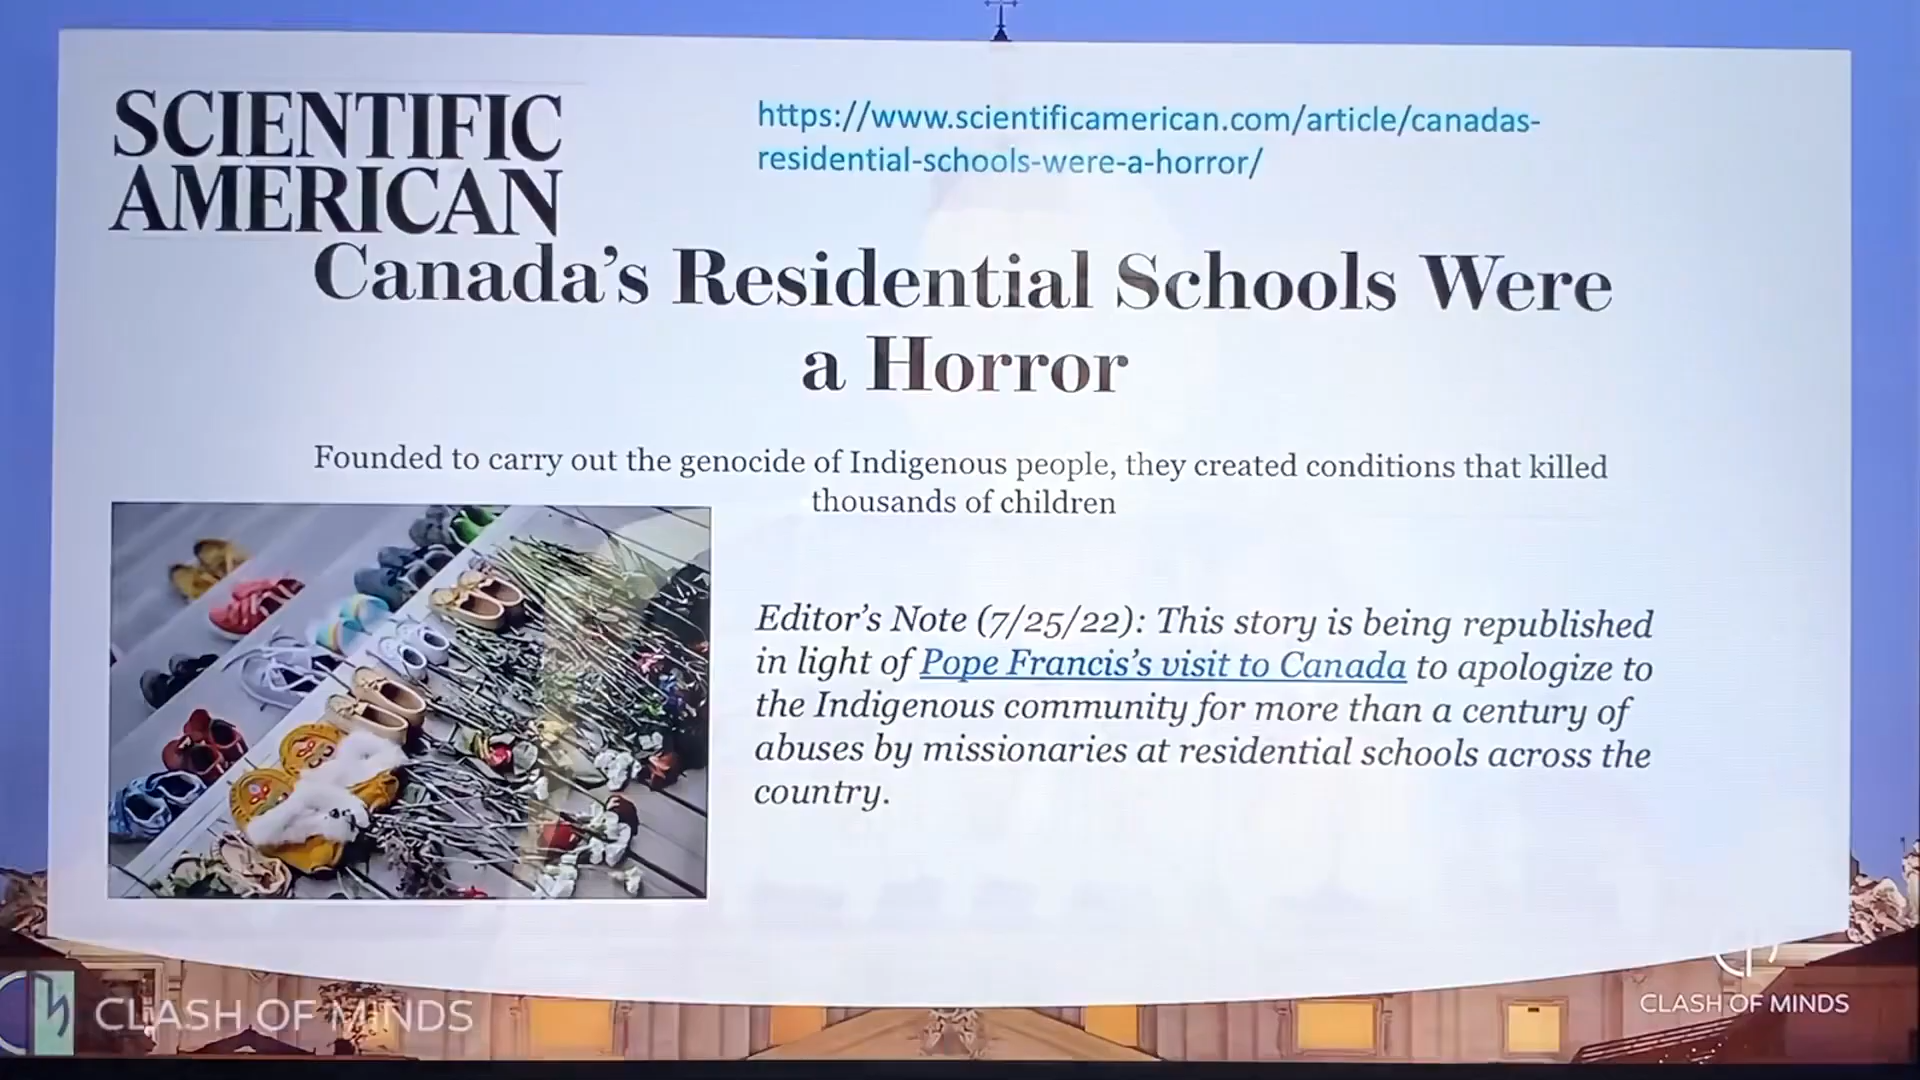 SCIENTIFIC
AMERICAN
https://www.scientificamerican.com/article/canadas-
residential-schools-were-a-horror/
Canada’s Residential Schools Were
a Horror
Founded to carry out the genocide of Indigenous people, they created conditions that killed
thousands of children
Editor’s Note (7/25/22): This story is being republished
in light of Pope Francis’s visit to Canada to apologize to
the Indigenous community for more than a century of
abuses by missionaries at residential schools across the
country.
CLASH OF MINDS
CLASH OF MINDS